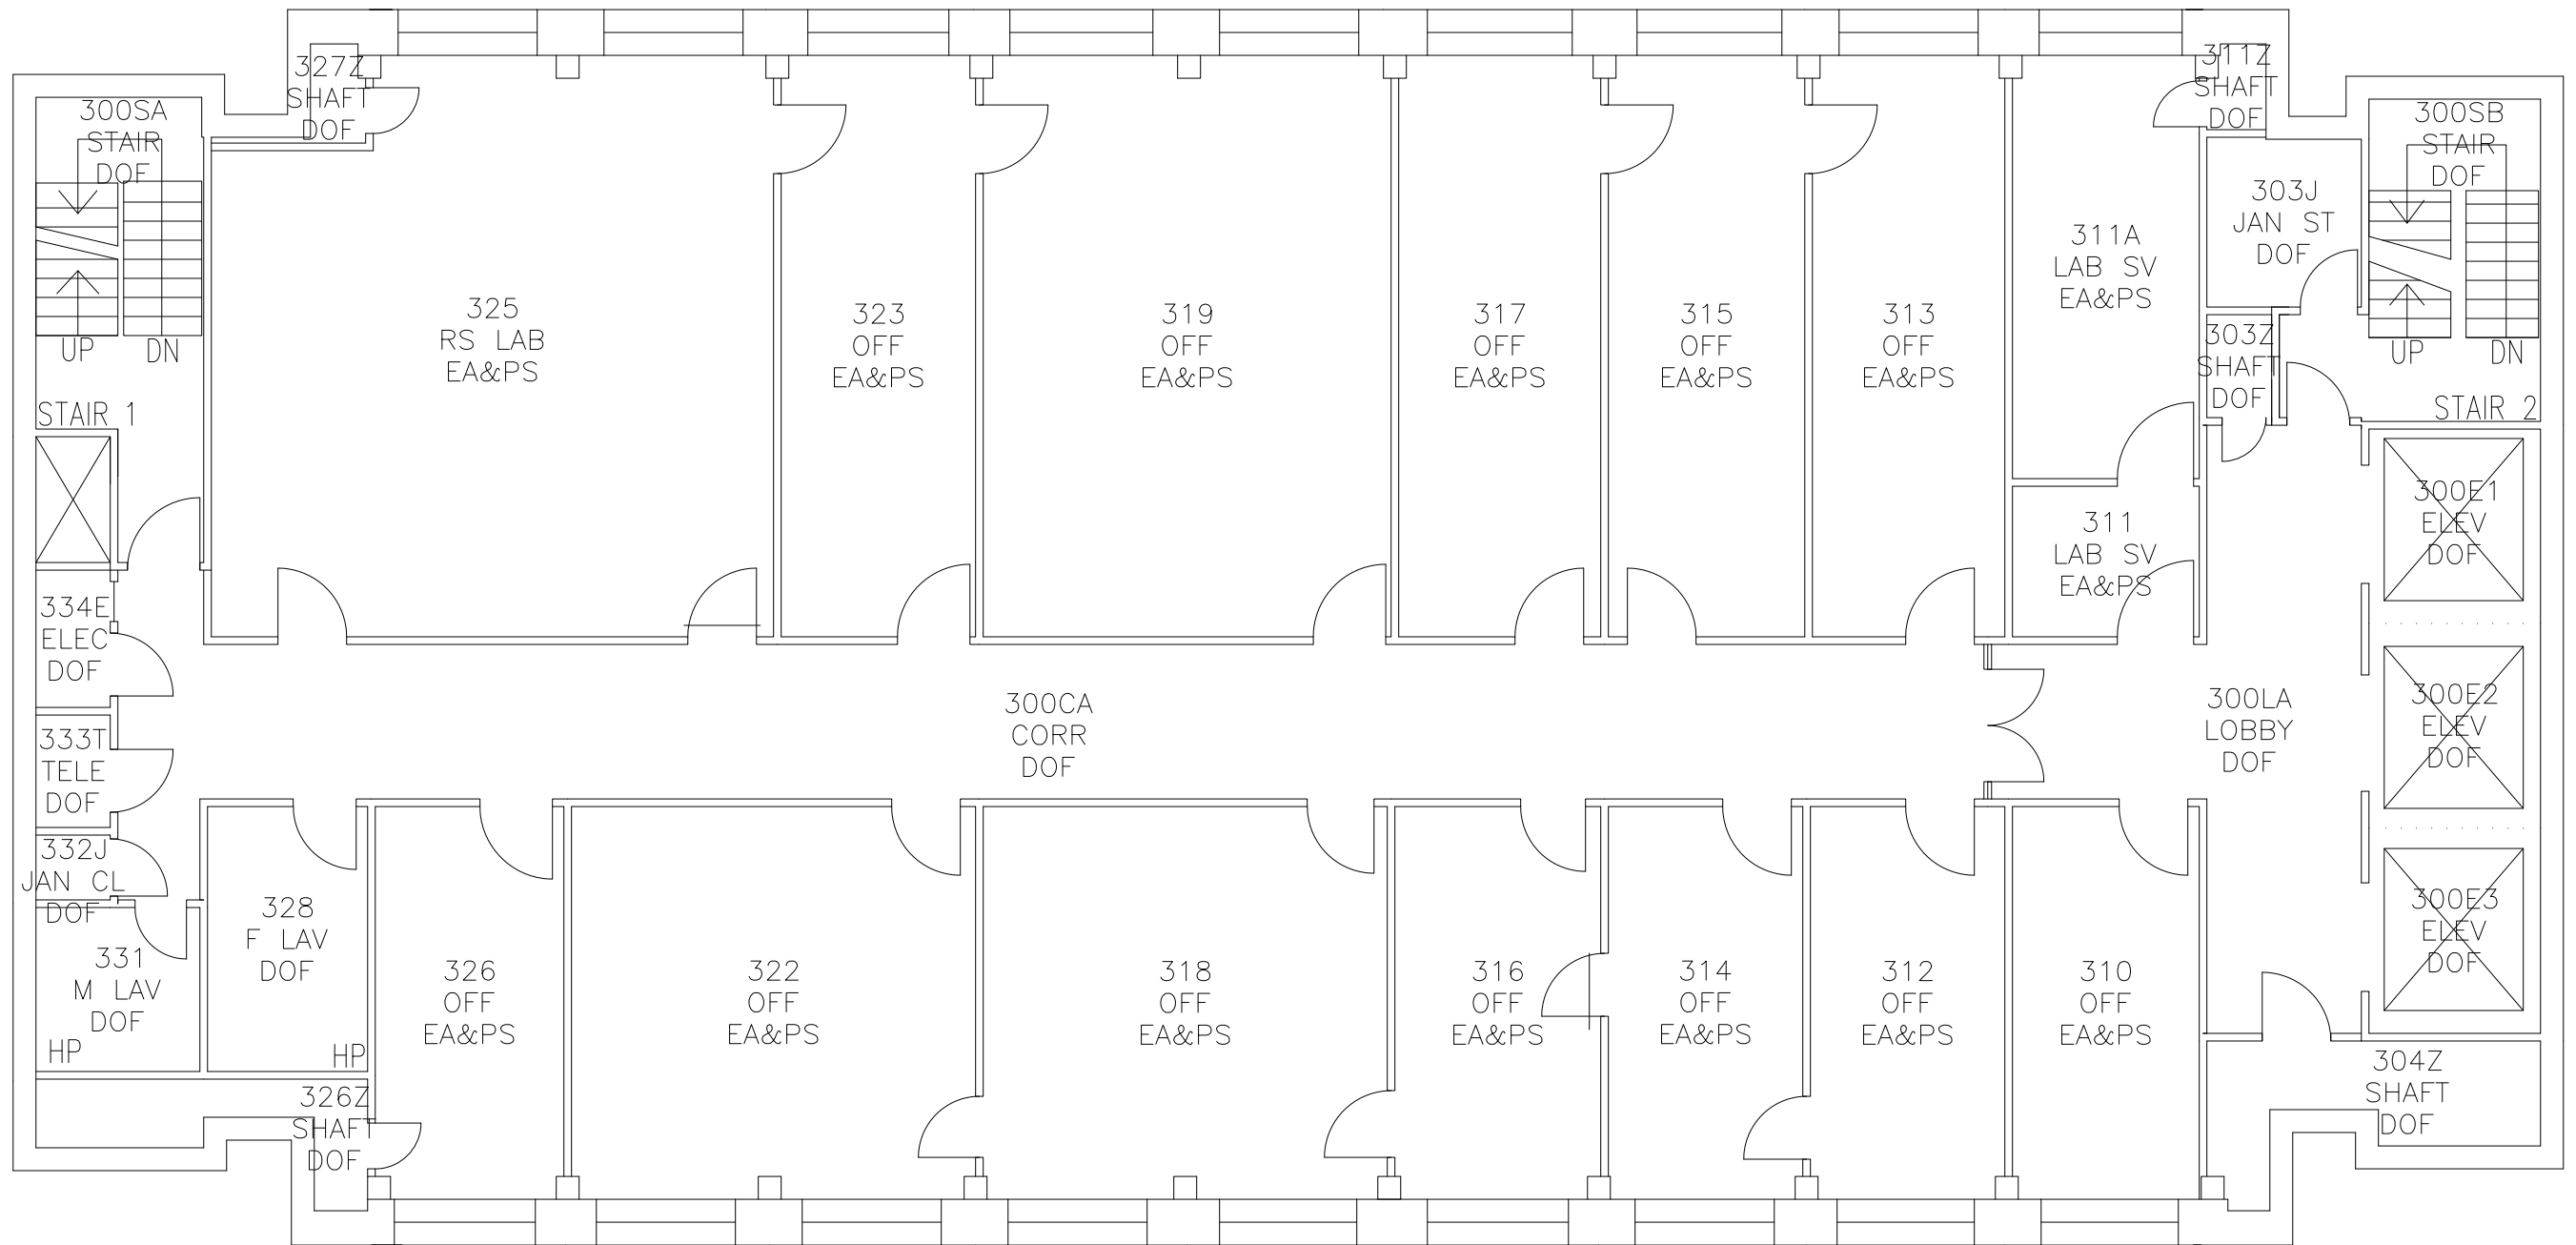 327Z
SHAFT
DOF
311Z
SHAFT
DOF
300SA
STAIR
DOF
300SB
STAIR
DOF
303J
JAN ST
DOF
311A
LAB SV
EA&PS
325
RS LAB
EA&PS
323
OFF
EA&PS
319
OFF
EA&PS
317
OFF
EA&PS
315
OFF
EA&PS
313
OFF
EA&PS
303Z
SHAFT
DOF
UP
DN
UP
DN
STAIR 1
STAIR 2
300E1
ELEV
DOF
311
LAB SV
EA&PS
334E
ELEC
DOF
300CA
CORR
DOF
300LA
LOBBY
DOF
300E2
ELEV
DOF
333T
TELE
DOF
332J
JAN CL
DOF
328
F LAV
DOF
HP
331
M LAV
DOF
HP
326
OFF
EA&PS
322
OFF
EA&PS
318
OFF
EA&PS
316
OFF
EA&PS
314
OFF
EA&PS
312
OFF
EA&PS
310
OFF
EA&PS
300E3
ELEV
DOF
326Z
SHAFT
DOF
304Z
SHAFT
DOF